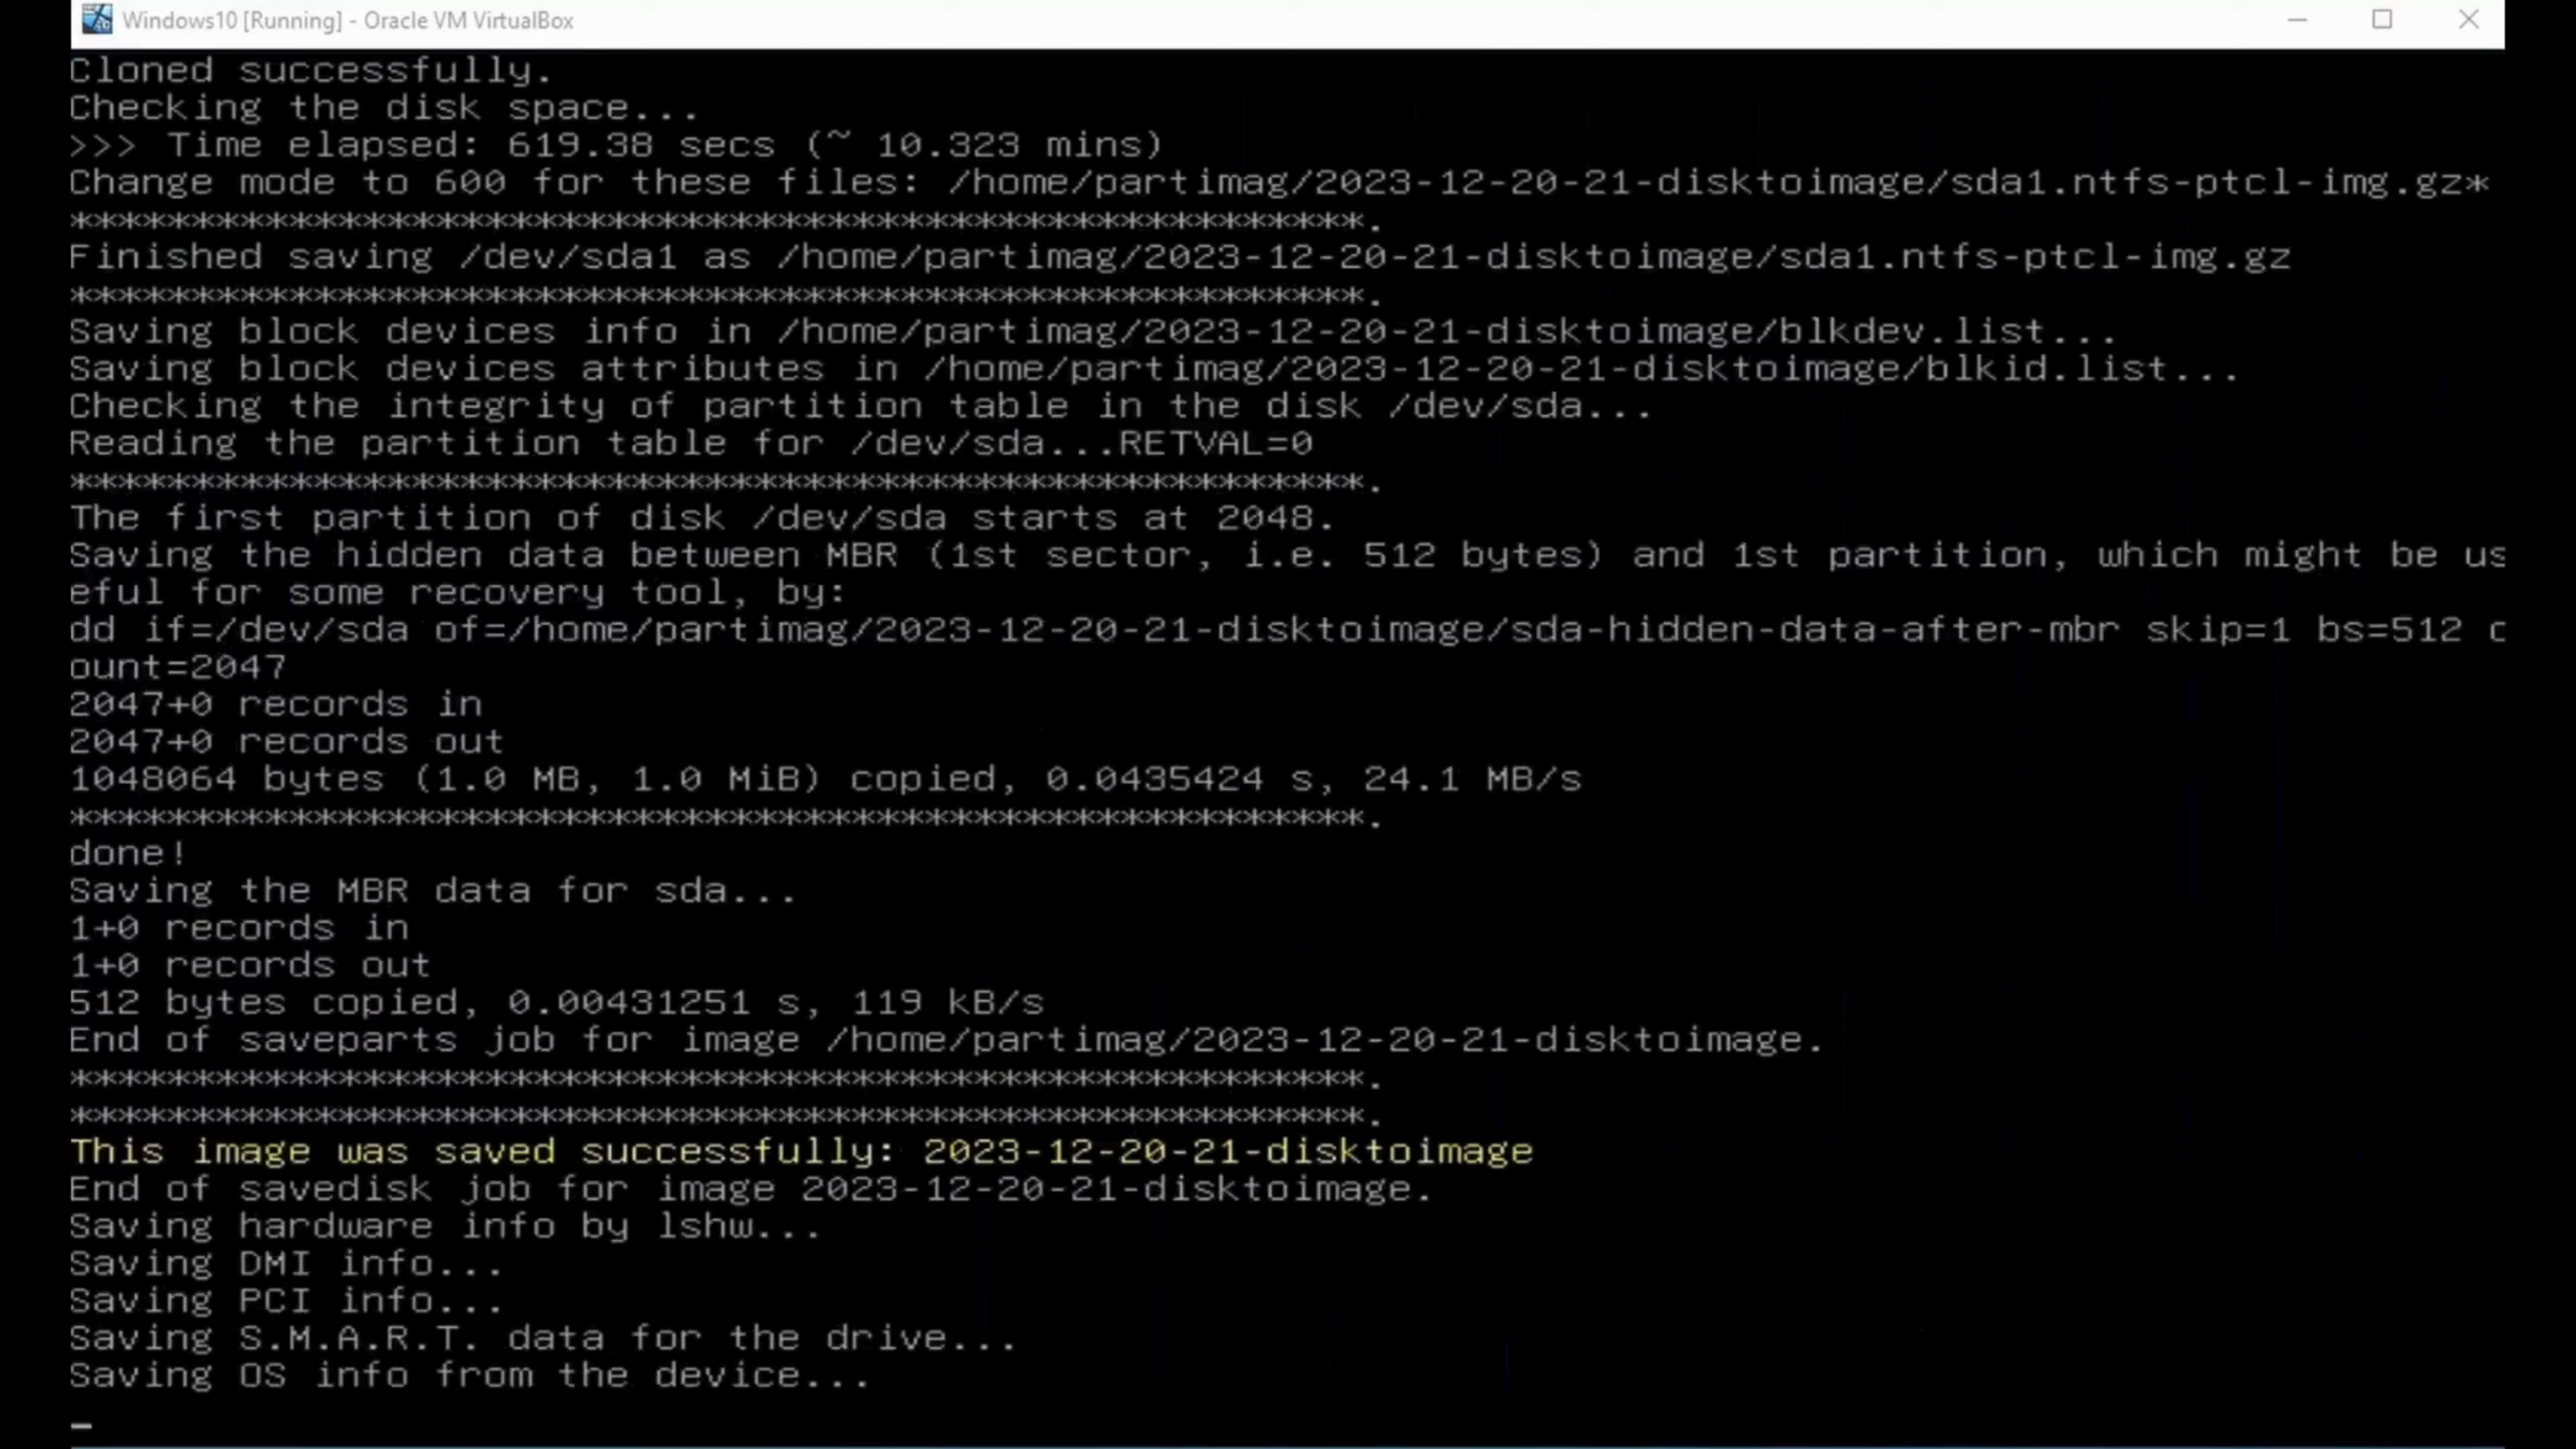 Windows10 [Running] - Oracle VM VirtualBox
Cloned successfully.
Checking the disk space...
>>> Time elapsed: 619.38 secs (~ 10.323 mins)
Change mode to 600 for these files: /home/partimag/2023-12-20-21-disktoimage/sda1.ntfs-ptcl-img.gz*
*****************************************************.
Finished saving /dev/sda1 as /home/partimag/2023-12-20-21-disktoimage/sda1.ntfs-ptcl-img.gz
*****************************************************.
Saving block devices info in /home/partimag/2023-12-20-21-disktoimage/blkdev.list...
Saving block devices attributes in /home/partimag/2023-12-20-21-disktoimage/blkid.list...
Checking the integrity of partition table in the disk /dev/sda...
Reading the partition table for /dev/sda...RETVAL=0
*****************************************************.
The first partition of disk /dev/sda starts at 2048.
Saving the hidden data between MBR (1st sector, i.e. 512 bytes) and 1st partition, which might be us
eful for some recovery tool, by:
dd if=/dev/sda of=/home/partimag/2023-12-20-21-disktoimage/sda-hidden-data-after-mbr skip=1 bs=512 c
ount=2047
2047+0 records in
2047+0 records out
1048064 bytes (1.0 MB, 1.0 MiB) copied, 0.0435424 s, 24.1 MB/s
*****************************************************.
done!
Saving the MBR data for sda...
1+0 records in
1+0 records out
512 bytes copied, 0.00431251 s, 119 kB/s
End of saveparts job for image /home/partimag/2023-12-20-21-disktoimage.
*****************************************************.
*****************************************************.
This image was saved successfully: 2023-12-20-21-disktoimage
End of savedisk job for image 2023-12-20-21-disktoimage.
Saving hardware info by lshw...
Saving DMI info...
Saving PCI info...
Saving S.M.A.R.T. data for the drive...
Saving OS info from the device...
_